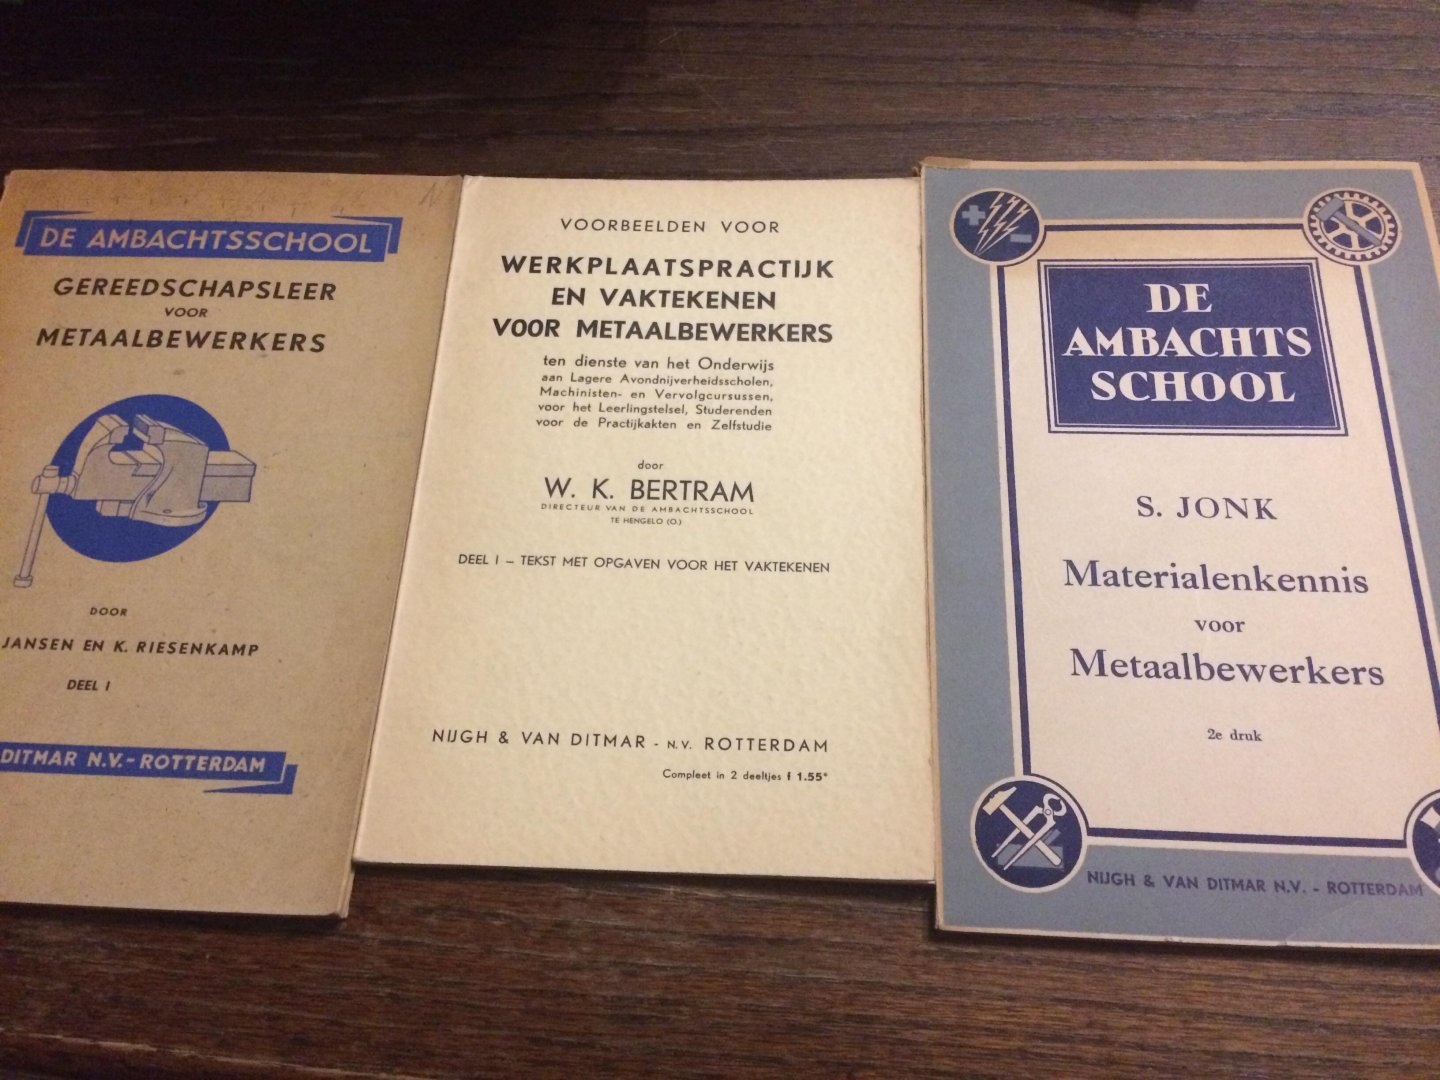 DE AMBACHTSSCHOOL
GEREEDSCHAPSLEER
VOOR
METAALBEWERKERS
DOOR
JANSEN EN K. RIESENKAMP
DEEL I
DITMAR N.V. - ROTTERDAM
VOORBEELDEN VOOR
WERKPLAATSPRACTIJK
EN VAKTEKENEN
VOOR METAALBEWERKERS
ten dienste van het Onderwijs
aan Lagere Avondnijverheidsscholen,
Machinisten- en Vervolgcursussen,
voor het Leerlingstelsel, Studerenden
voor de Practijkakten en Zelfstudie
door
W. K. BERTRAM
DIRECTEUR VAN DE AMBACHTSSCHOOL
TE HENGELO (O.)
DEEL I – TEKST MET OPGAVEN VOOR HET VAKTEKENEN
NIJGH & VAN DITMAR - N.V. ROTTERDAM
Compleet in 2 deeltjes f 1.55*
DE
AMBACHTS
SCHOOL
S. JONK
Materialenkennis
voor
Metaalbewerkers
2e druk
NIJGH & VAN DITMAR N.V. - ROTTERDAM